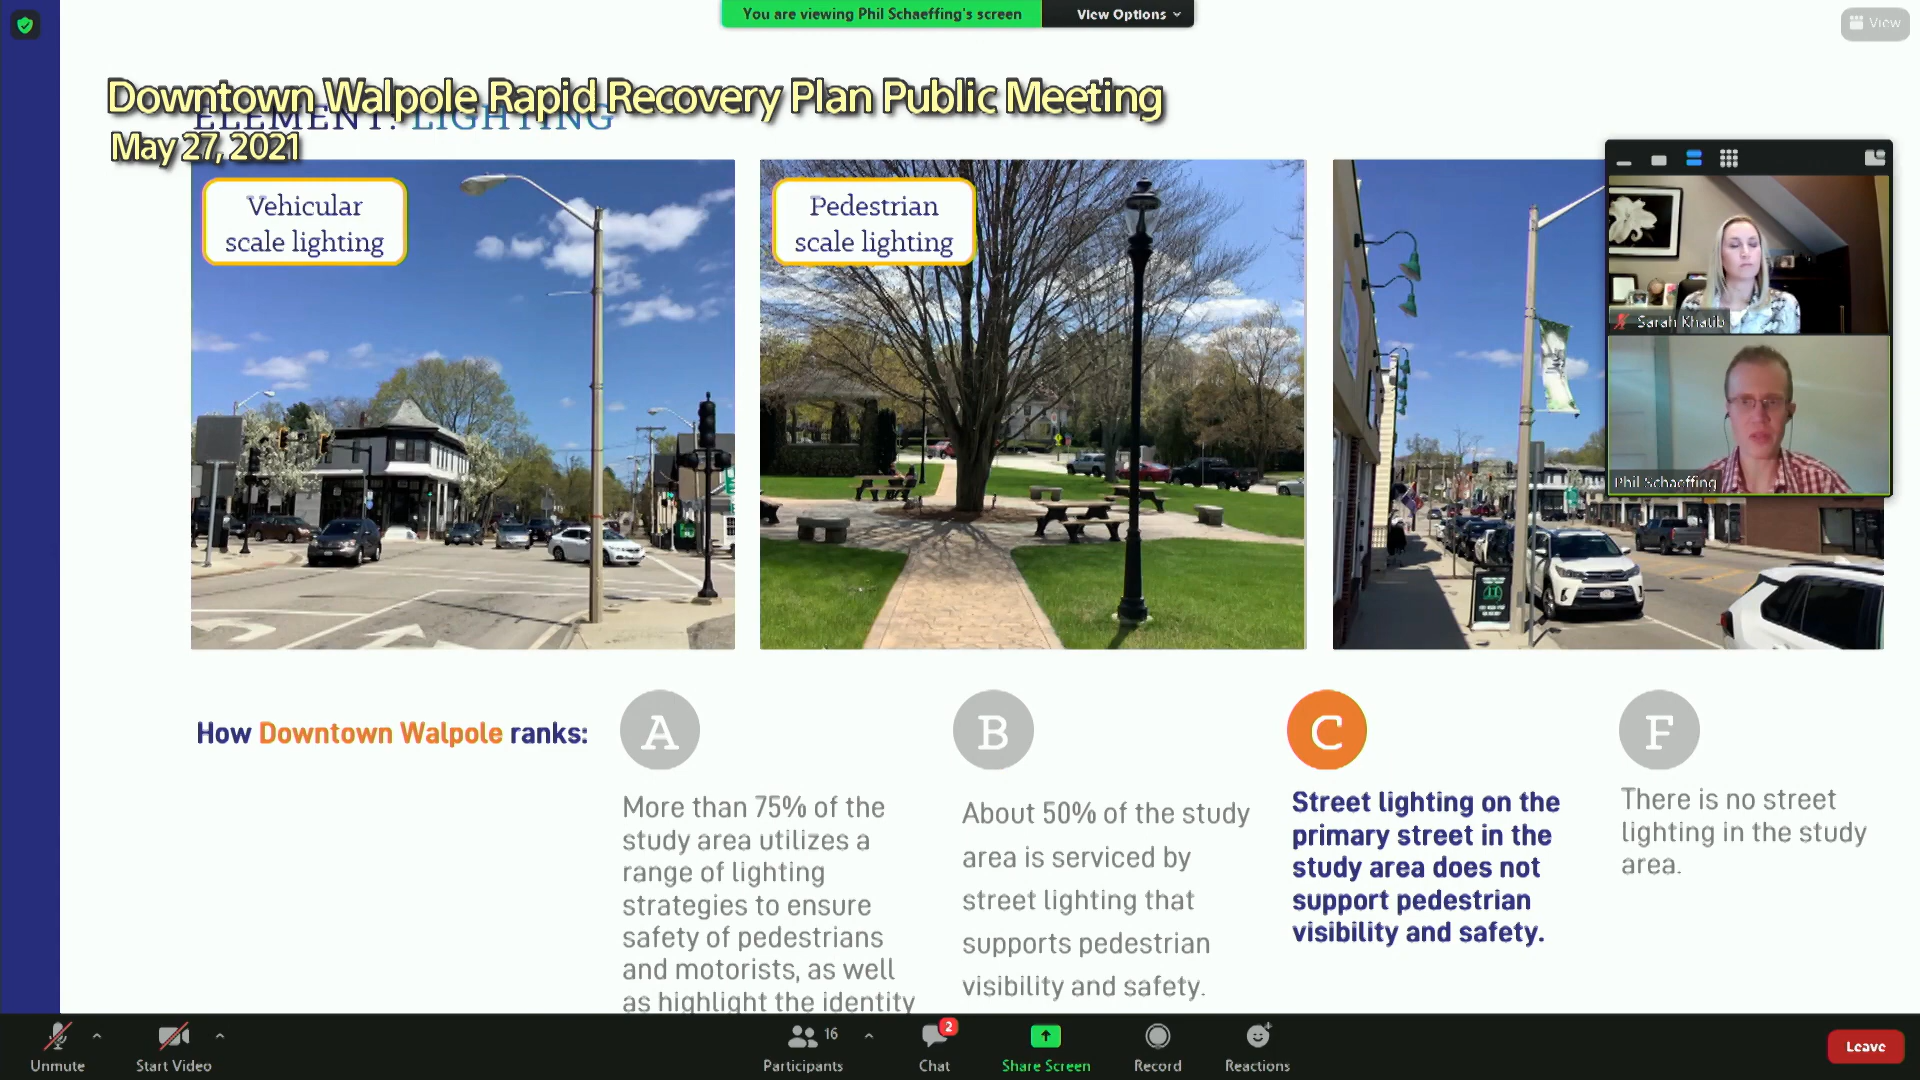 You are viewing Phil Schaeffing's screen
View Options
View
Downtown Walpole Rapid Recovery Plan Public Meeting
ELEMENT: LIGHTING
May 27, 2021
Vehicular
scale lighting
Pedestrian
scale lighting
Sarah Khatib
Phil Schaeffing
How Downtown Walpole ranks:
A
More than 75% of the
study area utilizes a
range of lighting
strategies to ensure
safety of pedestrians
and motorists, as well
as highlight the identity
B
About 50% of the study
area is serviced by
street lighting that
supports pedestrian
visibility and safety.
C
Street lighting on the
primary street in the
study area does not
support pedestrian
visibility and safety.
F
There is no street
lighting in the study
area.
Unmute
Start Video
16
Participants
2
Chat
Share Screen
Record
Reactions
Leave